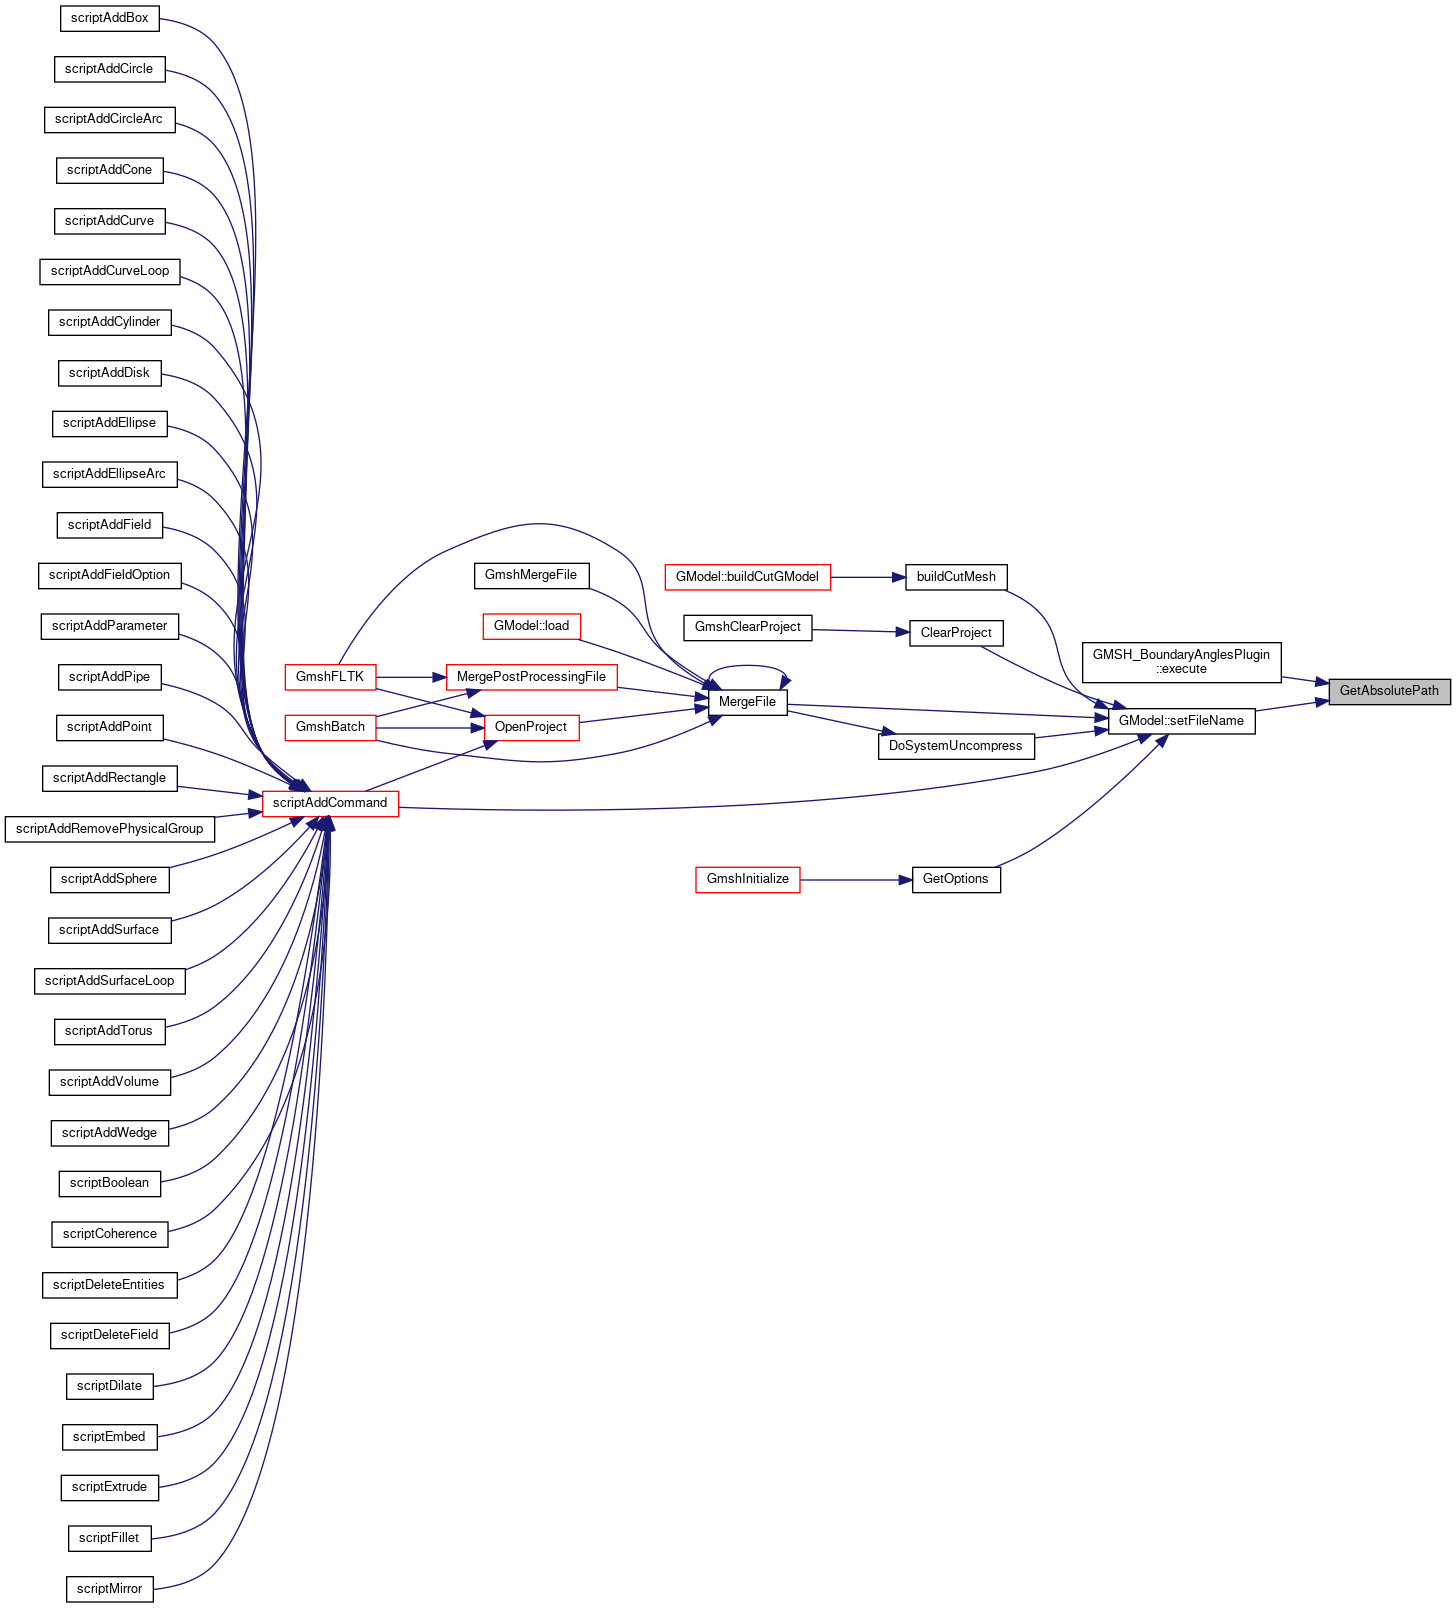 scriptAddBox
scriptAddCircle
scriptAddCircleArc
scriptAddCone
scriptAddCurve
scriptAddCurveLoop
scriptAddCylinder
scriptAddDisk
scriptAddEllipse
scriptAddEllipseArc
scriptAddField
scriptAddFieldOption
scriptAddParameter
scriptAddPipe
scriptAddPoint
scriptAddRectangle
scriptAddRemovePhysicalGroup
scriptAddSphere
scriptAddSurface
scriptAddSurfaceLoop
scriptAddTorus
scriptAddVolume
scriptAddWedge
scriptBoolean
scriptCoherence
scriptDeleteEntities
scriptDeleteField
scriptDilate
scriptEmbed
scriptExtrude
scriptFillet
scriptMirror
GmshFLTK
GmshBatch
scriptAddCommand
GmshMergeFile
GModel::load
MergePostProcessingFile
OpenProject
GModel::buildCutGModel
GmshClearProject
MergeFile
GmshInitialize
buildCutMesh
ClearProject
DoSystemUncompress
GetOptions
GMSH_BoundaryAnglesPlugin
::execute
GModel::setFileName
GetAbsolutePath